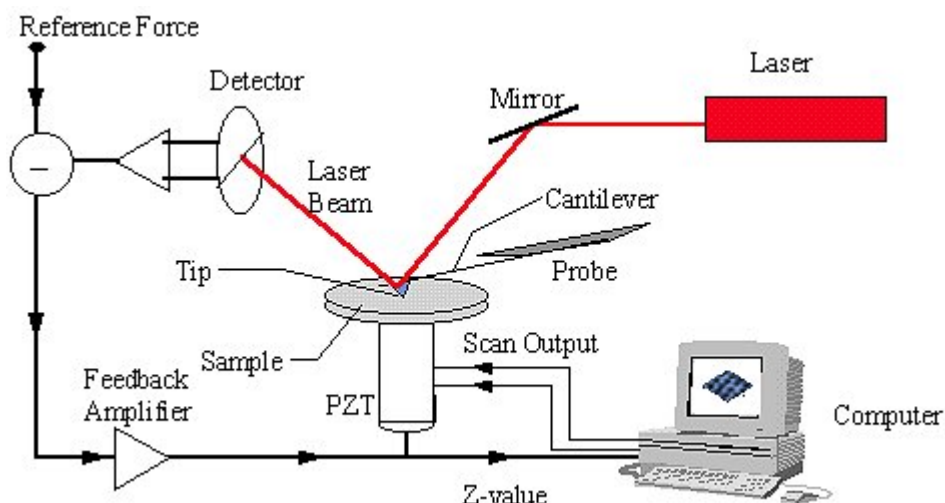 Reference Force
Detector
Laser
Mirror
Laser
Beam
Cantilever
Tip
Probe
Sample
Scan Output
Feedback
Amplifier
PZT
Computer
Z-value